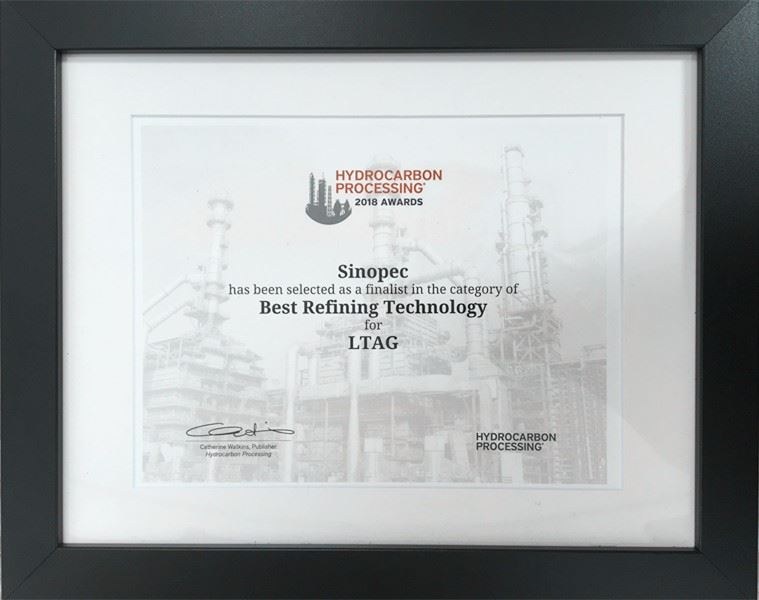 HYDROCARBON
PROCESSING®
2018 AWARDS
Sinopec
has been selected as a finalist in the category of
Best Refining Technology
for
LTAG
Catherine Watkins, Publisher
Hydrocarbon Processing
HYDROCARBON
PROCESSING®